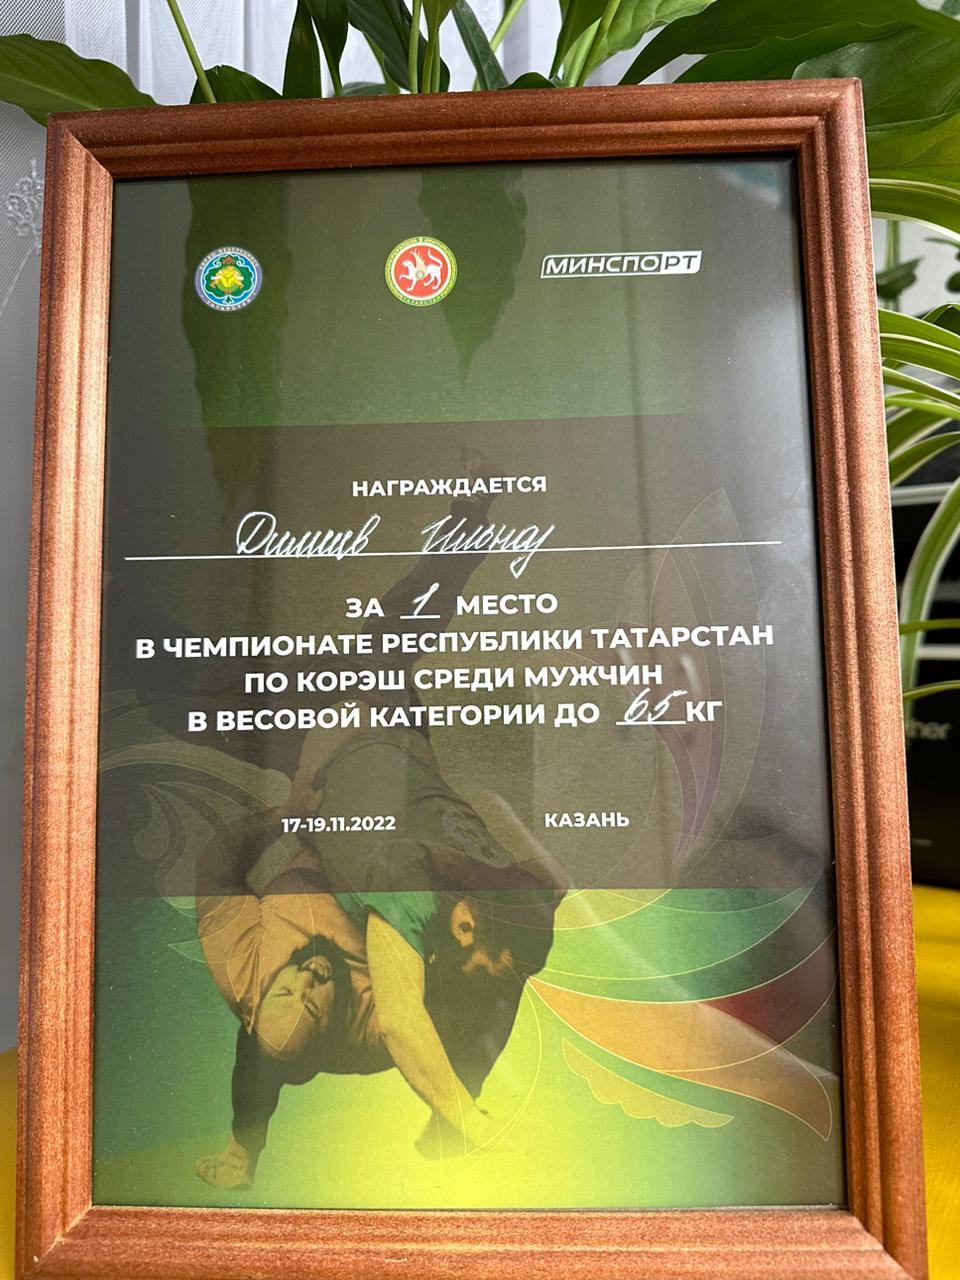 МИНСПОРТ
НАГРАЖДАЕТСЯ
ЗА 1 МЕСТО
В ЧЕМПИОНАТЕ РЕСПУБЛИКИ ТАТАРСТАН
ПО КОРЭШ СРЕДИ МУЖЧИН
В ВЕСОВОЙ КАТЕГОРИИ ДО 65 КГ
17-19.11.2022 КАЗАНЬ